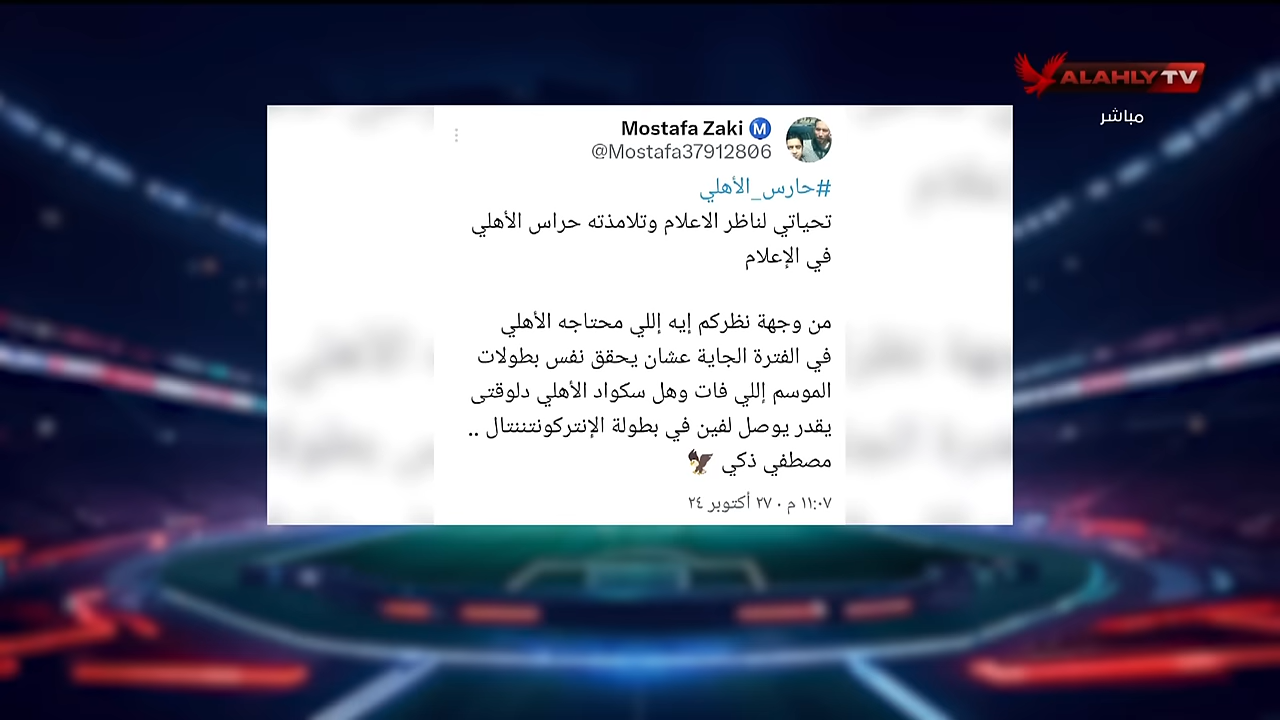 ALAHLY TV
مباشر
Mostafa Zaki M
@Mostafa37912806
#حارس_الأهلي
تحياتي لناظر الاعلام وتلامذته حراس الأهلي
في الإعلام
من وجهة نظركم إيه إللي محتاجه الأهلي
في الفترة الجاية عشان يحقق نفس بطولات
الموسم إللي فات وهل سكواد الأهلي دلوقتى
يقدر يوصل لفين في بطولة الإنتركونتننتال ..
مصطفي ذكي 🦅
١١:٠٧ م · ٢٧ أكتوبر ٢٤